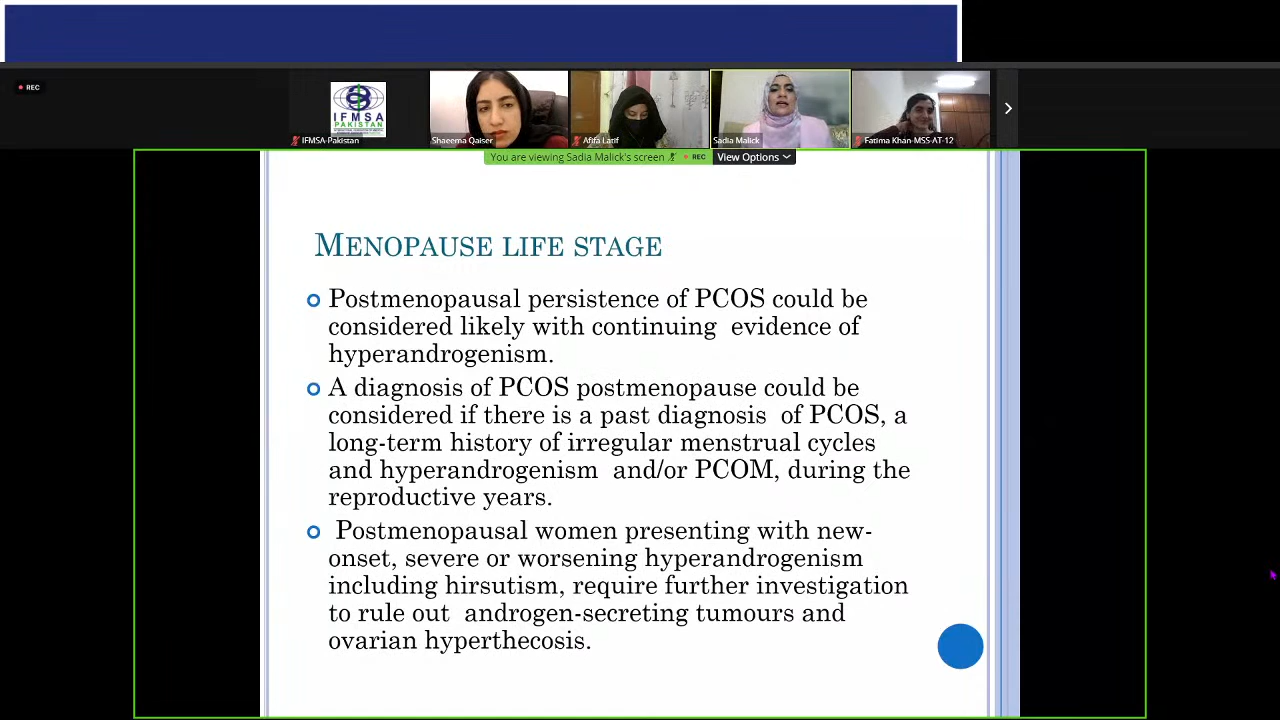 REC
IFMSA
PAKISTAN
IFMSA-Pakistan
Shaeema Qaiser
Afifa Latif
Sadia Malick
Fatima Khan-MSS-AT-12
You are viewing Sadia Malick's screen
REC
View Options
MENOPAUSE LIFE STAGE
Postmenopausal persistence of PCOS could be
considered likely with continuing evidence of
hyperandrogenism.
A diagnosis of PCOS postmenopause could be
considered if there is a past diagnosis of PCOS, a
long-term history of irregular menstrual cycles
and hyperandrogenism and/or PCOM, during the
reproductive years.
Postmenopausal women presenting with new-
onset, severe or worsening hyperandrogenism
including hirsutism, require further investigation
to rule out androgen-secreting tumours and
ovarian hyperthecosis.